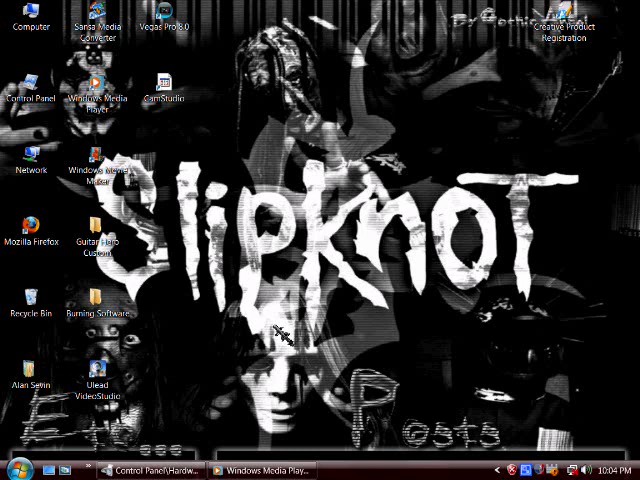 Computer
Sansa Media
Converter
Vegas Pro 8.0
By Gothic
Creative Product
Registration
Control Panel
Windows Media
Player
CamStudio
Network
Windows Movie
Maker
SlipknoT
Mozilla Firefox
Guitar Hero
Custom
Recycle Bin
Burning Software
Alan Sevin
Ulead
VideoStudio
Control Panel\Hardw...
Windows Media Play...
10:04 PM